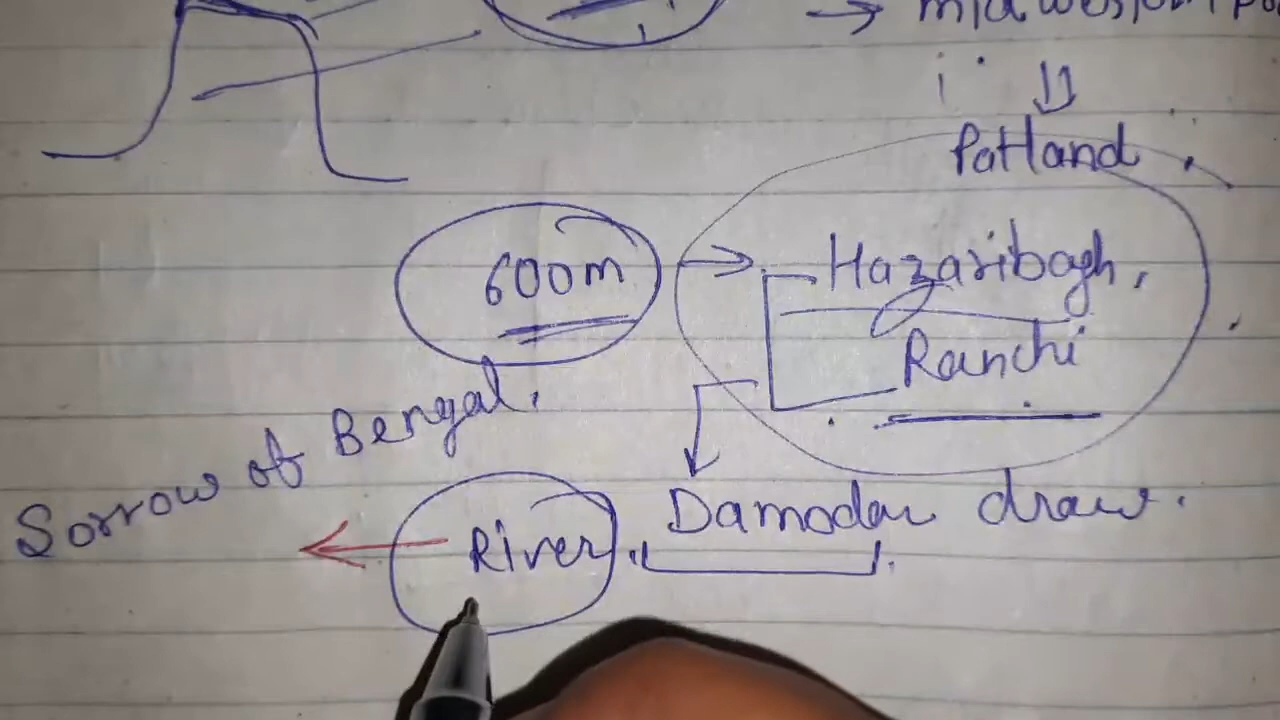 →
Patland.
600m → Hazaribagh,
Ranchi
Sorrow of Bengal.
Damodar draw.
River.